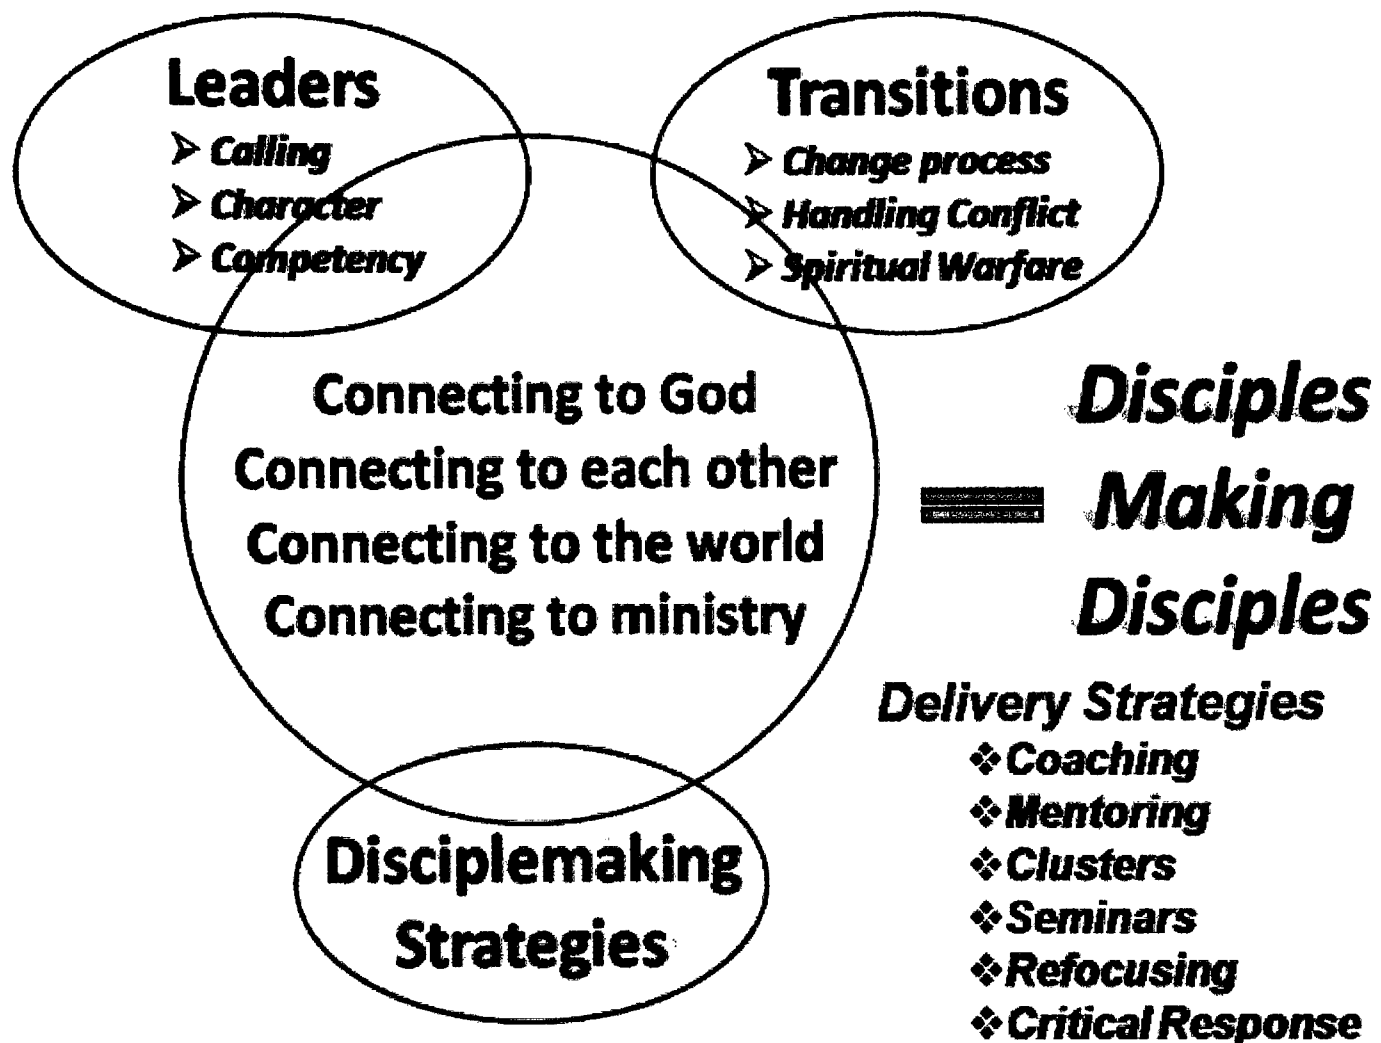 Leaders
➢ Calling
➢ Character
➢ Competency
Transitions
➢ Change process
➢ Handling Conflict
➢ Spiritual Warfare
Connecting to God
Connecting to each other
Connecting to the world
Connecting to ministry
=
Disciples
Making
Disciples
Disciplemaking
Strategies
Delivery Strategies
❖Coaching
❖Mentoring
❖Clusters
❖Seminars
❖Refocusing
❖Critical Response